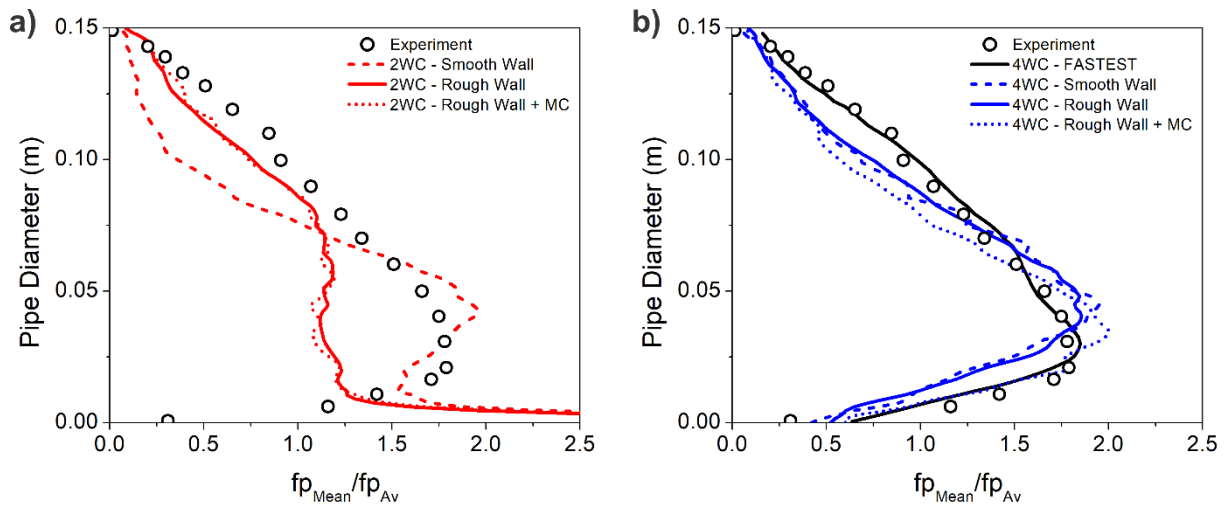 a)
Pipe Diameter (m)
0.15
0.10
0.05
0.00
Experiment
2WC - Smooth Wall
2WC - Rough Wall
2WC - Rough Wall + MC
0.0 0.5 1.0 1.5 2.0 2.5
fpMean/fpAv
b)
Pipe Diameter (m)
0.15
0.10
0.05
0.00
Experiment
4WC - FASTEST
4WC - Smooth Wall
4WC - Rough Wall
4WC - Rough Wall + MC
0.0 0.5 1.0 1.5 2.0 2.5
fpMean/fpAv